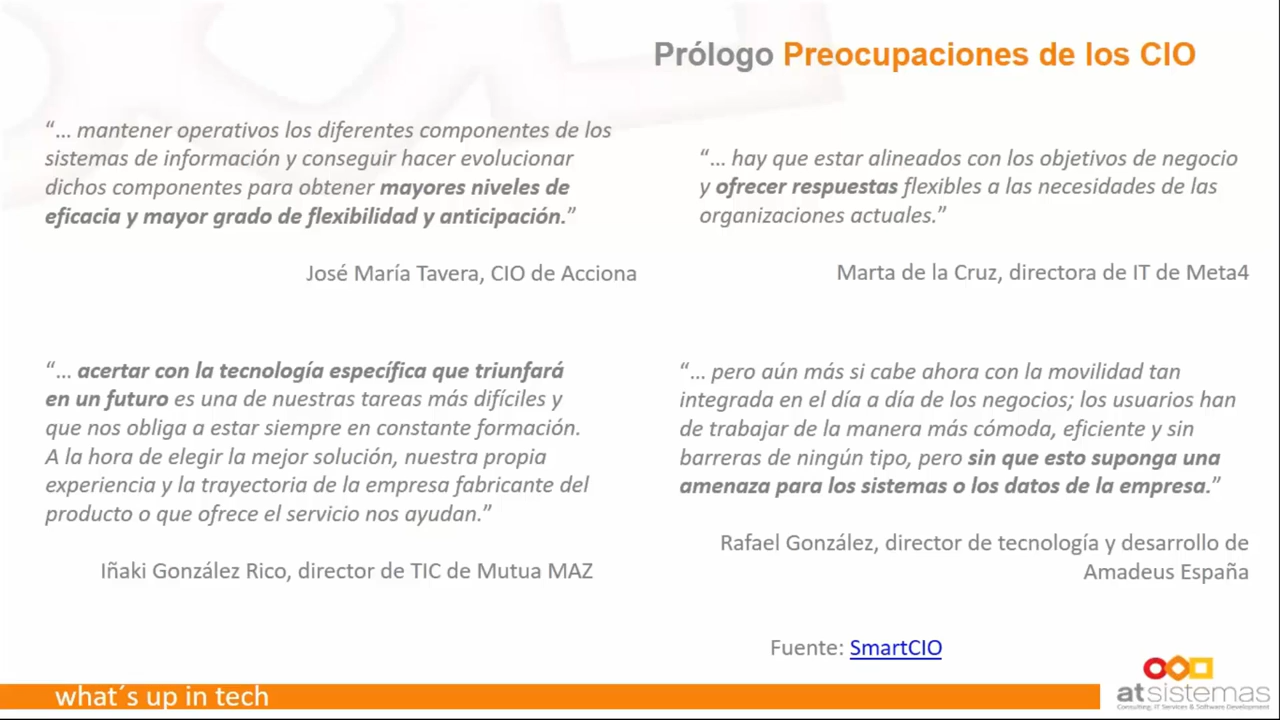 Prólogo Preocupaciones de los CIO
“... mantener operativos los diferentes componentes de los
sistemas de información y conseguir hacer evolucionar
dichos componentes para obtener mayores niveles de
eficacia y mayor grado de flexibilidad y anticipación.”
José María Tavera, CIO de Acciona
“... hay que estar alineados con los objetivos de negocio
y ofrecer respuestas flexibles a las necesidades de las
organizaciones actuales.”
Marta de la Cruz, directora de IT de Meta4
“... acertar con la tecnología específica que triunfará
en un futuro es una de nuestras tareas más difíciles y
que nos obliga a estar siempre en constante formación.
A la hora de elegir la mejor solución, nuestra propia
experiencia y la trayectoria de la empresa fabricante del
producto o que ofrece el servicio nos ayudan.”
Iñaki González Rico, director de TIC de Mutua MAZ
“... pero aún más si cabe ahora con la movilidad tan
integrada en el día a día de los negocios; los usuarios han
de trabajar de la manera más cómoda, eficiente y sin
barreras de ningún tipo, pero sin que esto suponga una
amenaza para los sistemas o los datos de la empresa.”
Rafael González, director de tecnología y desarrollo de
Amadeus España
Fuente: SmartCIO
what´s up in tech
atsistemas
Consulting, IT Services & Software Development